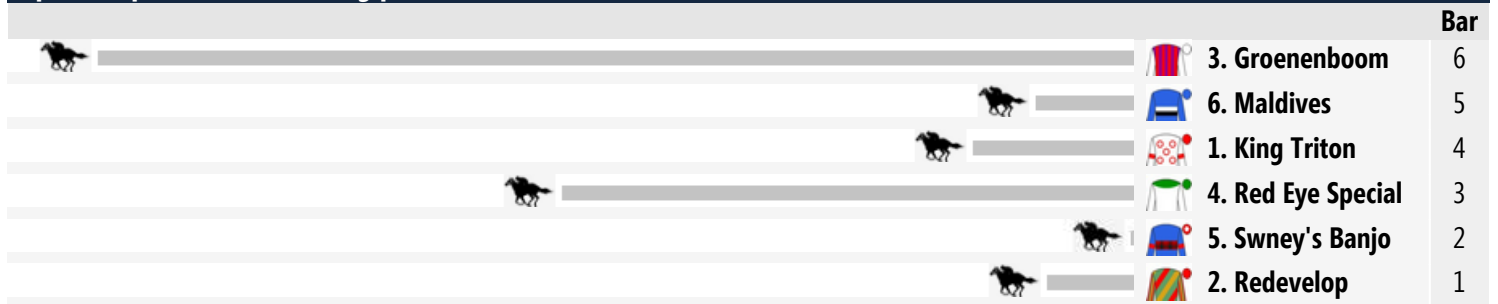 Bar
3. Groenenboom 6
6. Maldives 5
1. King Triton 4
4. Red Eye Special 3
5. Swney's Banjo 2
2. Redevelop 1